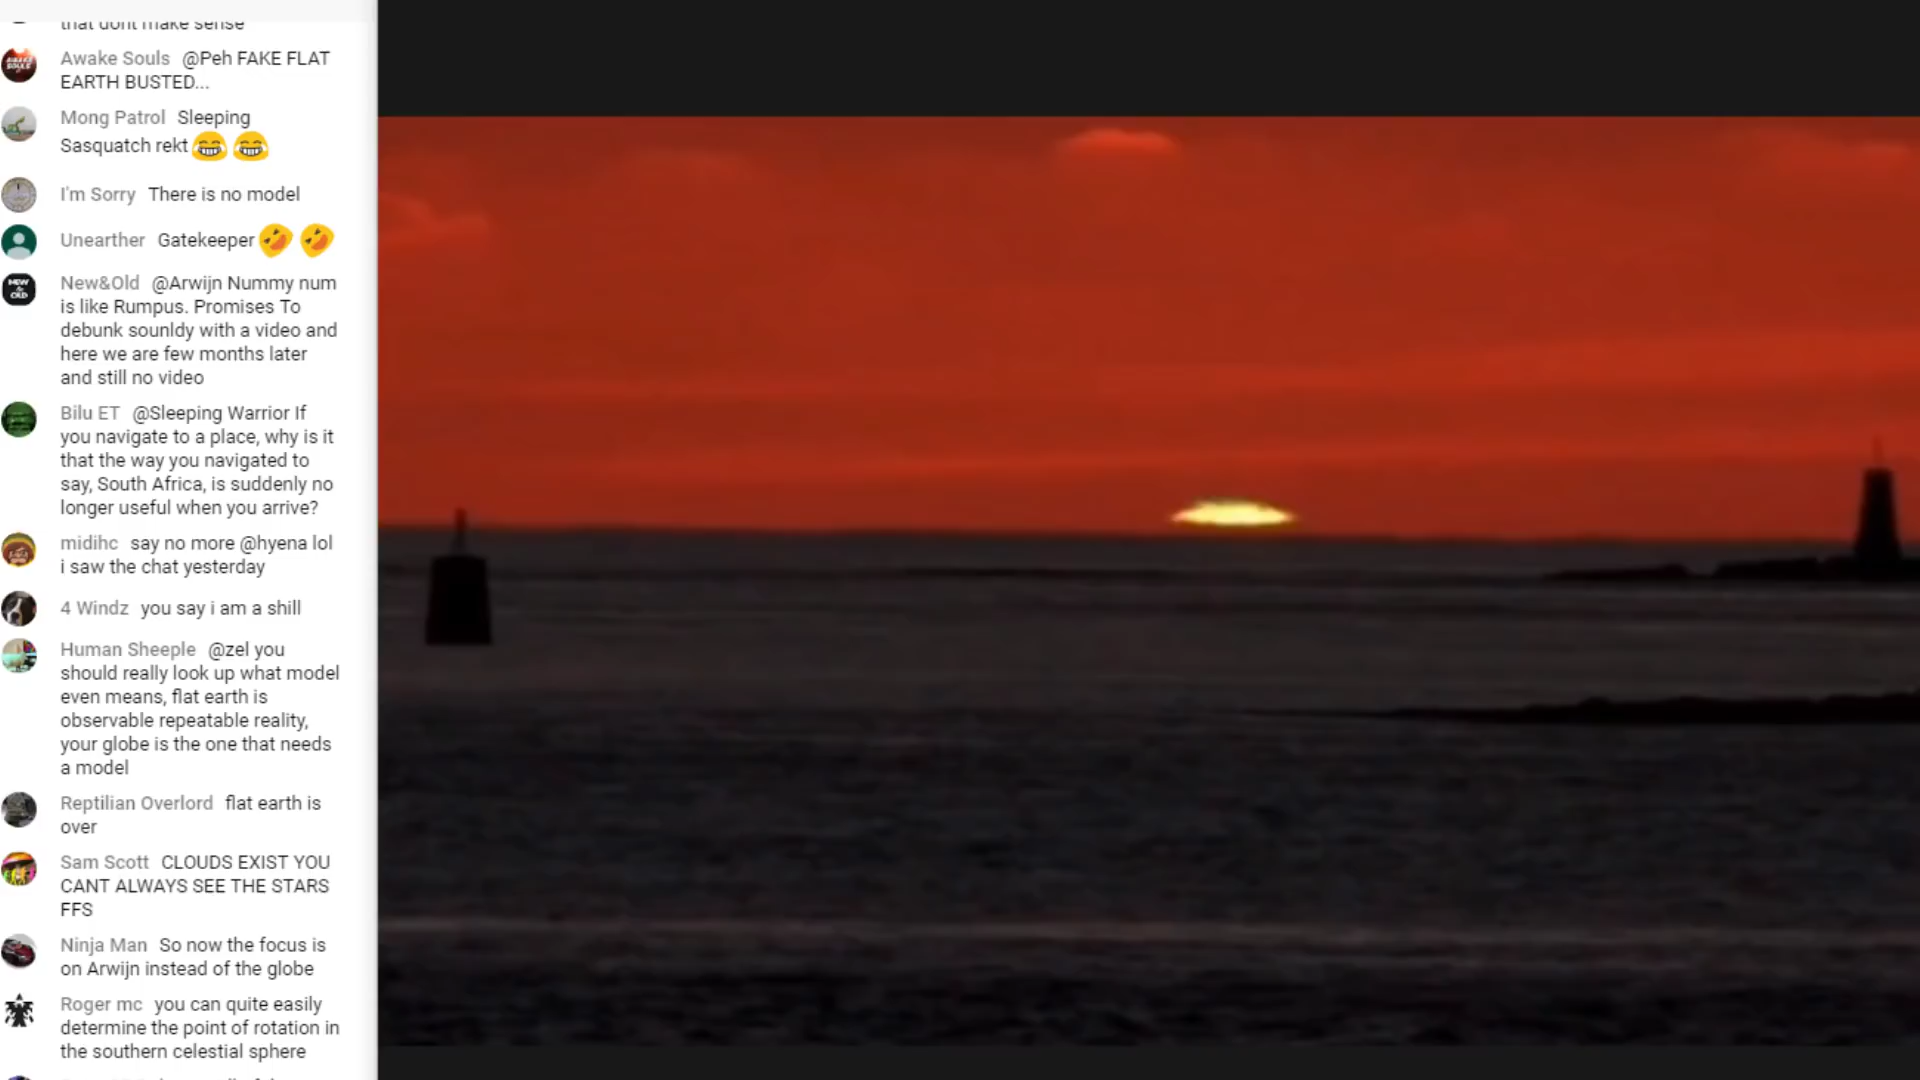 that dont make sense
Awake Souls @Peh FAKE FLAT
EARTH BUSTED...
Mong Patrol Sleeping
Sasquatch rekt
I'm Sorry There is no model
Unearther Gatekeeper
NEW
&
OLD
New&Old @Arwijn Nummy num
is like Rumpus. Promises To
debunk sounldy with a video and
here we are few months later
and still no video
Bilu ET @Sleeping Warrior If
you navigate to a place, why is it
that the way you navigated to
say, South Africa, is suddenly no
longer useful when you arrive?
midihc say no more @hyena lol
i saw the chat yesterday
4 Windz you say i am a shill
Human Sheeple @zel you
should really look up what model
even means, flat earth is
observable repeatable reality,
your globe is the one that needs
a model
Reptilian Overlord flat earth is
over
Sam Scott CLOUDS EXIST YOU
CANT ALWAYS SEE THE STARS
FFS
Ninja Man So now the focus is
on Arwijn instead of the globe
Roger mc you can quite easily
determine the point of rotation in
the southern celestial sphere